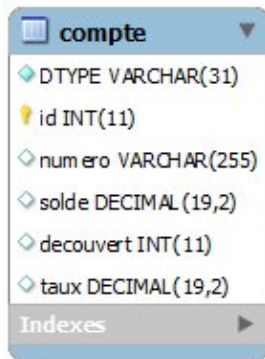 compte
DTYPE VARCHAR(31)
id INT(11)
numero VARCHAR(255)
solde DECIMAL(19,2)
decouvert INT(11)
taux DECIMAL(19,2)
Indexes